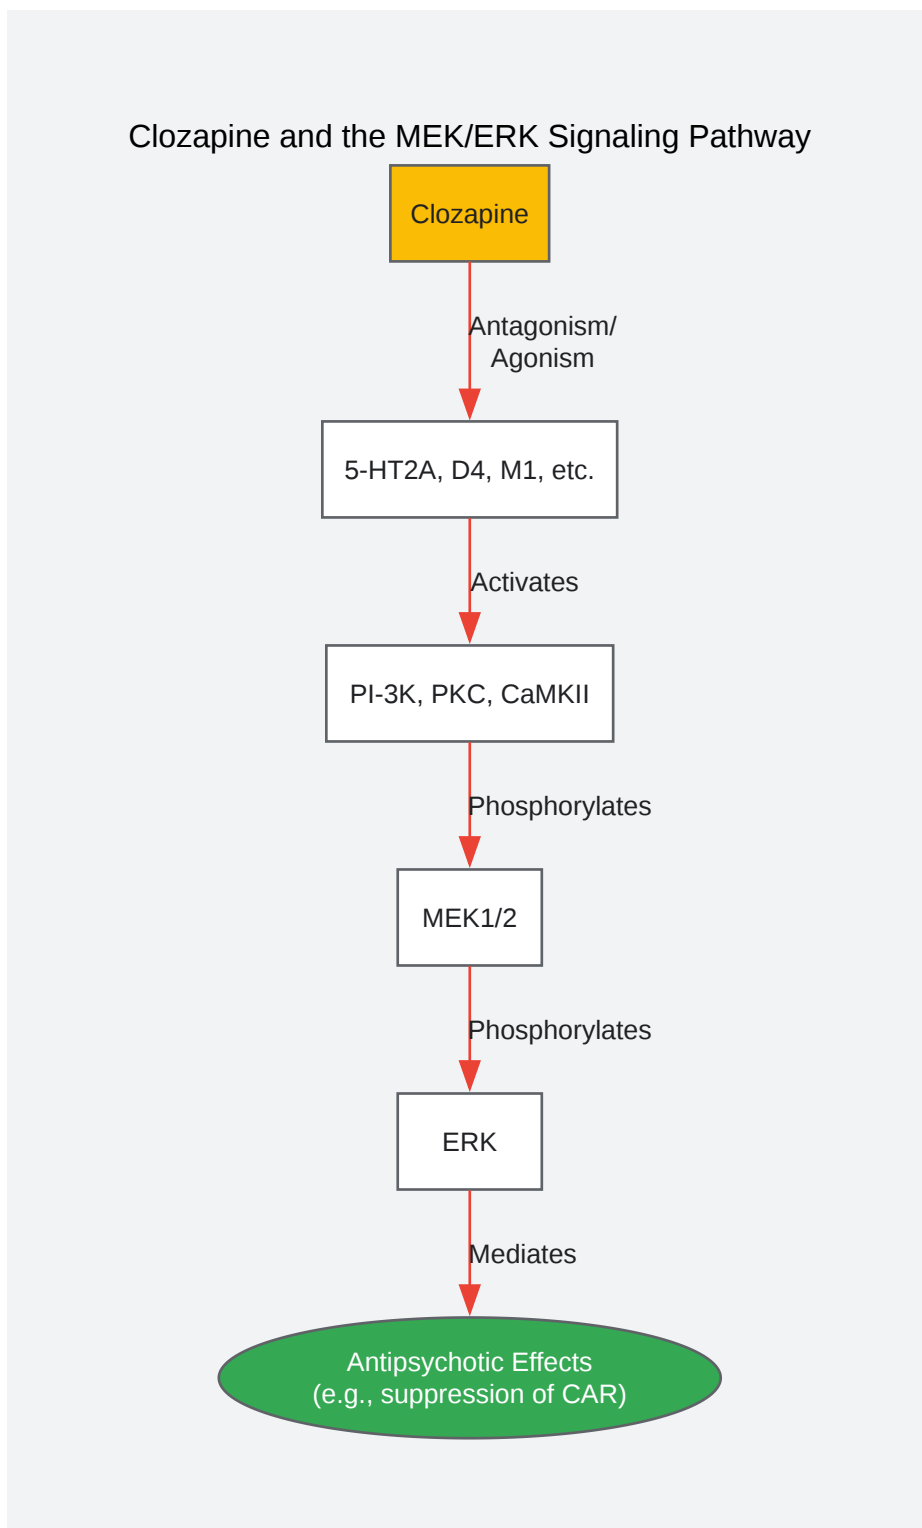 Clozapine and the MEK/ERK Signaling Pathway
Clozapine
Antagonism/
Agonism
5-HT2A, D4, M1, etc.
Activates
PI-3K, PKC, CaMKII
Phosphorylates
MEK1/2
Phosphorylates
ERK
Mediates
Antipsychotic Effects
(e.g., suppression of CAR)